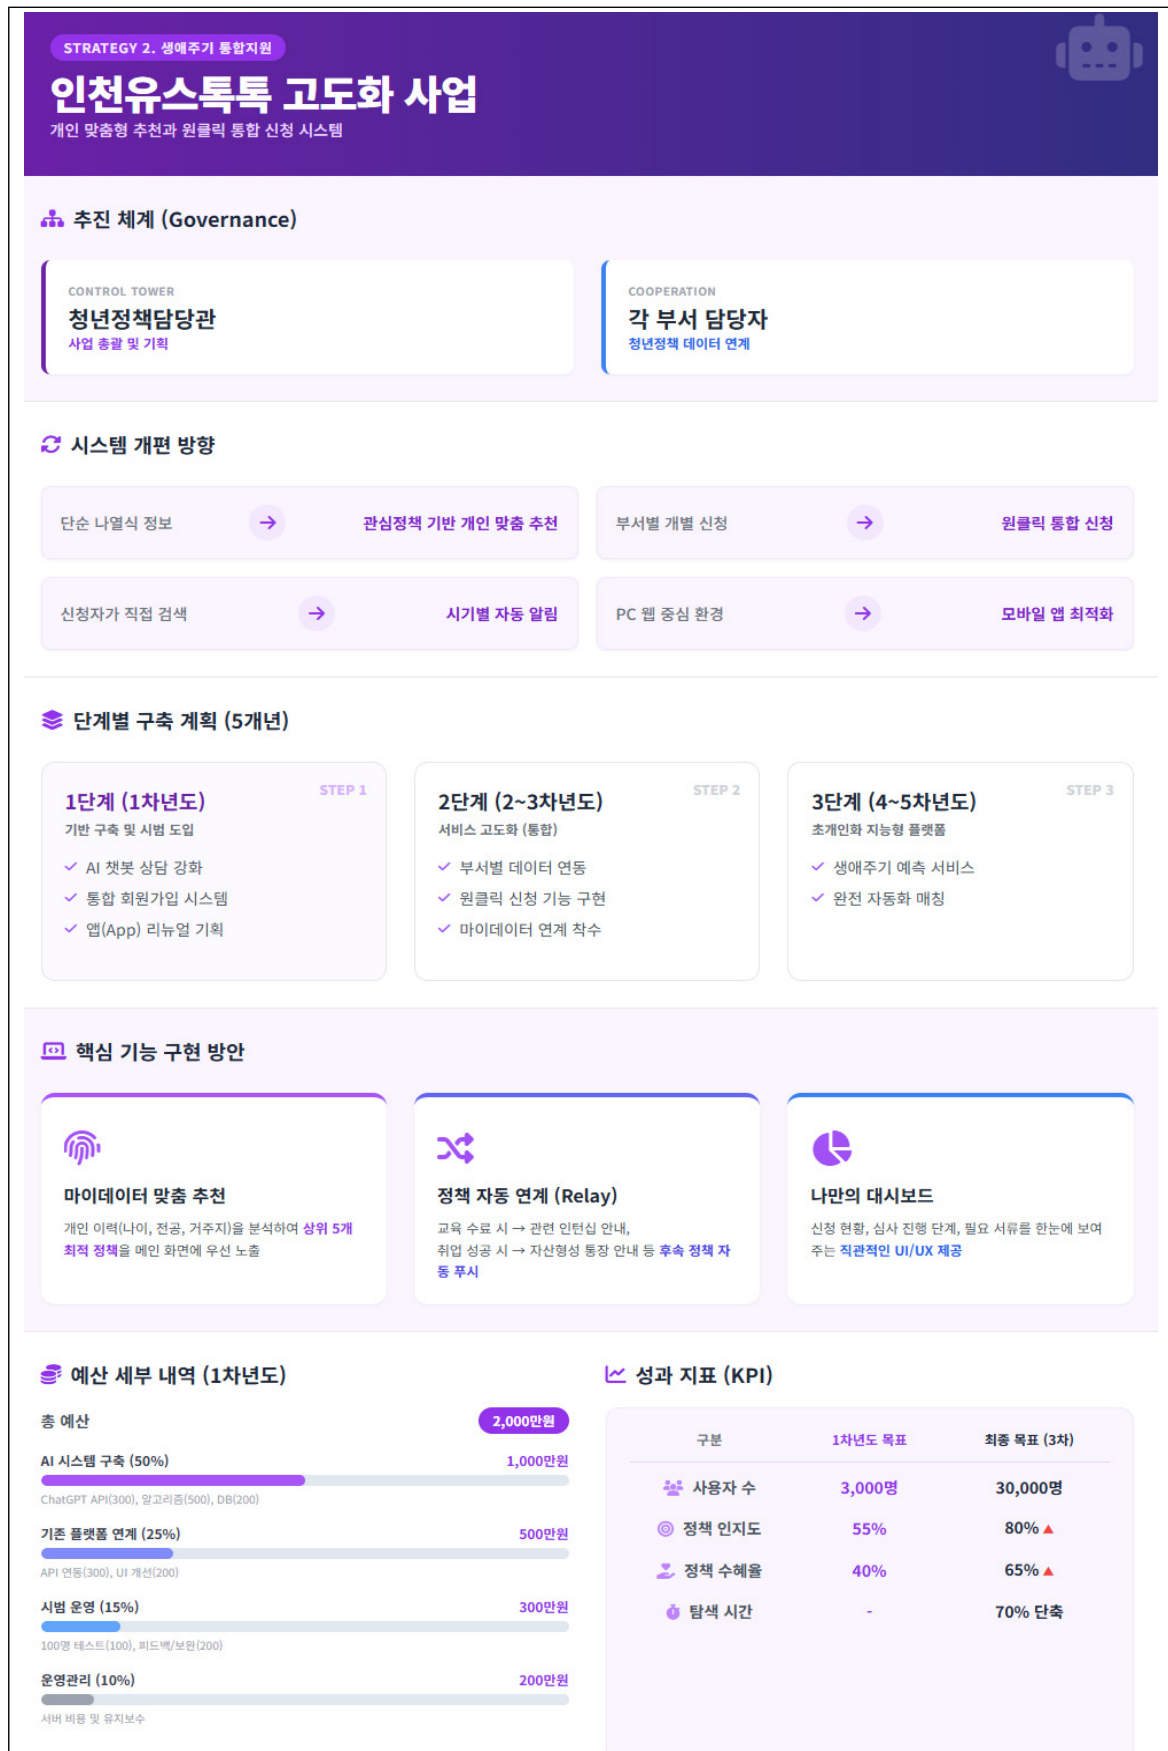 STRATEGY 2. 생애주기 통합지원
인천유스톡톡 고도화 사업
개인 맞춤형 추천과 원클릭 통합 신청 시스템
추진 체계 (Governance)
CONTROL TOWER
청년정책담당관
사업 총괄 및 기획
COOPERATION
각 부서 담당자
청년정책 데이터 연계
시스템 개편 방향
단순 나열식 정보 → 관심정책 기반 개인 맞춤 추천
부서별 개별 신청 → 원클릭 통합 신청
신청자가 직접 검색 → 시기별 자동 알림
PC 웹 중심 환경 → 모바일 앱 최적화
단계별 구축 계획 (5개년)
STEP 1
1단계 (1차년도)
기반 구축 및 시범 도입
✓ AI 챗봇 상담 강화
✓ 통합 회원가입 시스템
✓ 앱(App) 리뉴얼 기획
STEP 2
2단계 (2~3차년도)
서비스 고도화 (통합)
✓ 부서별 데이터 연동
✓ 원클릭 신청 기능 구현
✓ 마이데이터 연계 착수
STEP 3
3단계 (4~5차년도)
초개인화 지능형 플랫폼
✓ 생애주기 예측 서비스
✓ 완전 자동화 매칭
핵심 기능 구현 방안
마이데이터 맞춤 추천
개인 이력(나이, 전공, 거주지)을 분석하여 상위 5개
최적 정책을 메인 화면에 우선 노출
정책 자동 연계 (Relay)
교육 수료 시 → 관련 인턴십 안내,
취업 성공 시 → 자산형성 통장 안내 등 후속 정책 자
동 푸시
나만의 대시보드
신청 현황, 심사 진행 단계, 필요 서류를 한눈에 보여
주는 직관적인 UI/UX 제공
예산 세부 내역 (1차년도)
총 예산 2,000만원
AI 시스템 구축 (50%) 1,000만원
ChatGPT API(300), 알고리즘(500), DB(200)
기존 플랫폼 연계 (25%) 500만원
API 연동(300), UI 개선(200)
시범 운영 (15%) 300만원
100명 테스트(100), 피드백/보완(200)
운영관리 (10%) 200만원
서버 비용 및 유지보수
성과 지표 (KPI)
구분 1차년도 목표 최종 목표 (3차)
사용자 수 3,000명 30,000명
정책 인지도 55% 80% ▲
정책 수혜율 40% 65% ▲
탐색 시간 - 70% 단축